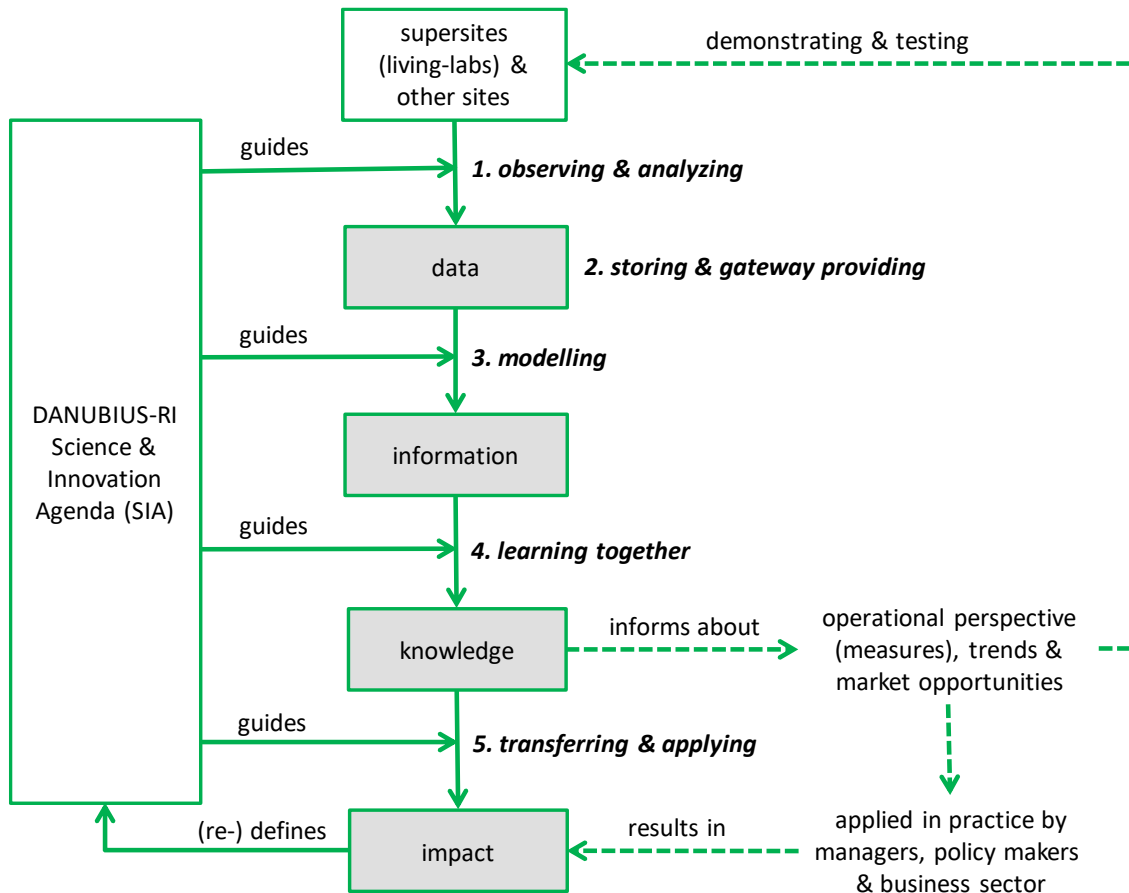 supersites
(living-labs) &
other sites
demonstrating & testing
guides
1. observing & analyzing
data
2. storing & gateway providing
guides
3. modelling
DANUBIUS-RI
Science &
Innovation
Agenda (SIA)
information
guides
4. learning together
knowledge
informs about
operational perspective
(measures), trends &
market opportunities
guides
5. transferring & applying
(re-) defines
impact
results in
applied in practice by
managers, policy makers
& business sector